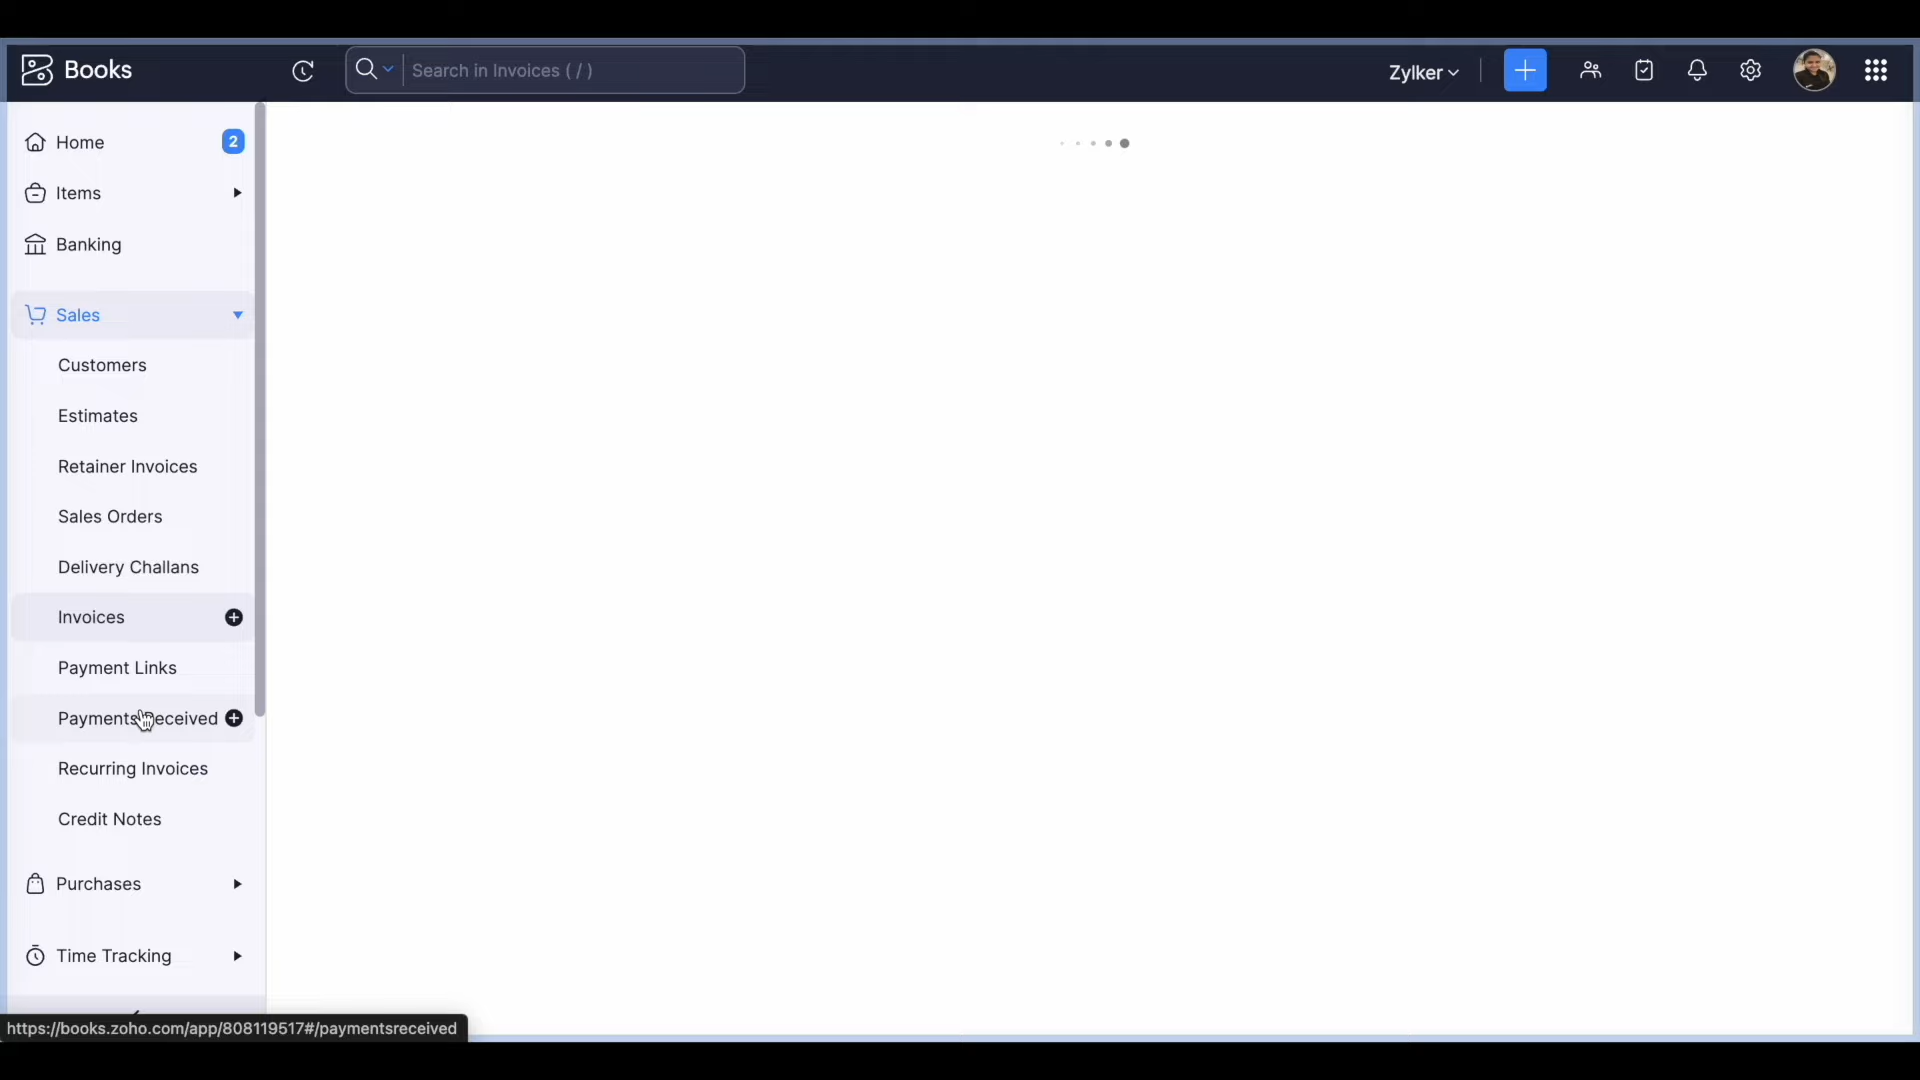 Books
Search in Invoices ( / )
Zylker
Home
2
Items
Banking
Sales
Customers
Estimates
Retainer Invoices
Sales Orders
Delivery Challans
Invoices
Payment Links
Payments Received
Recurring Invoices
Credit Notes
Purchases
Time Tracking
https://books.zoho.com/app/808119517#/paymentsreceived